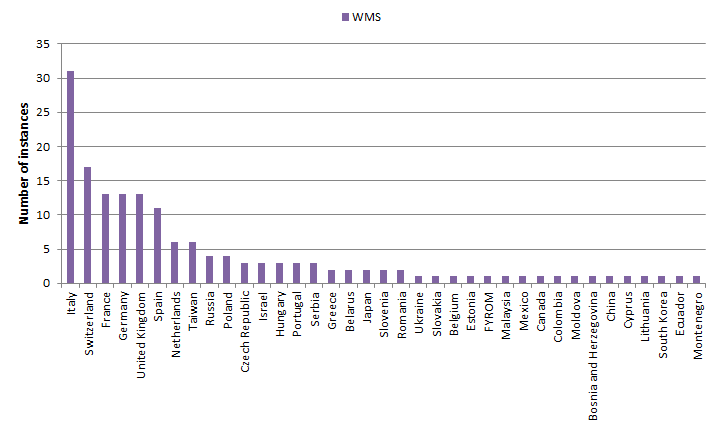 WMS
Number of instances
35
30
25
20
15
10
5
0
Italy
Switzerland
France
Germany
United Kingdom
Spain
Netherlands
Taiwan
Russia
Poland
Czech Republic
Israel
Hungary
Portugal
Serbia
Greece
Belarus
Japan
Slovenia
Romania
Ukraine
Slovakia
Belgium
Estonia
FYROM
Malaysia
Mexico
Canada
Colombia
Moldova
Bosnia and Herzegovina
China
Cyprus
Lithuania
South Korea
Ecuador
Montenegro